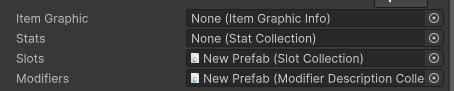 Item Graphic None (Item Graphic Info)
Stats None (Stat Collection)
Slots New Prefab (Slot Collection)
Modifiers New Prefab (Modifier Description Colle